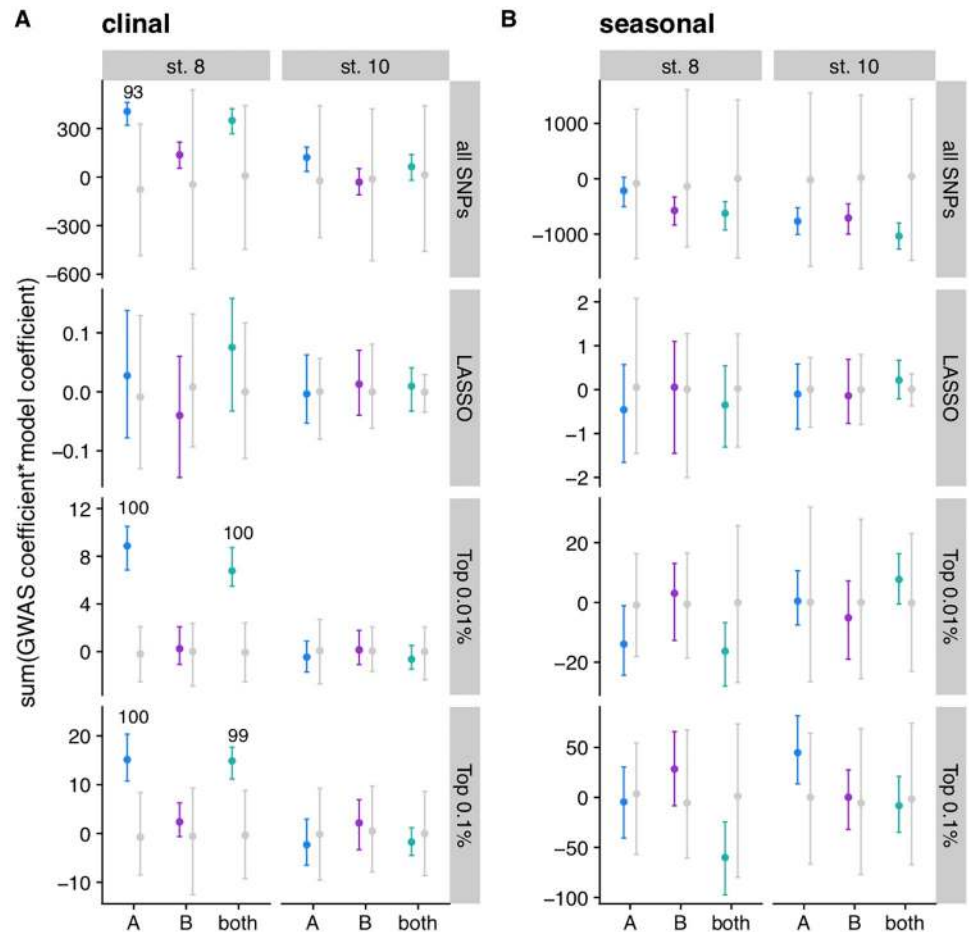 A clinal
B seasonal
st. 8 st. 10
st. 8 st. 10
sum(GWAS coefficient*model coefficient)
300
0
−300
−600
93
all SNPs
1000
0
−1000
all SNPs
0.1
0.0
−0.1
LASSO
2
1
0
−1
−2
LASSO
12
8
4
0
100
100
Top 0.01%
20
0
−20
Top 0.01%
20
10
0
−10
100
99
Top 0.1%
50
0
−50
−100
Top 0.1%
A B both A B both
A B both A B both